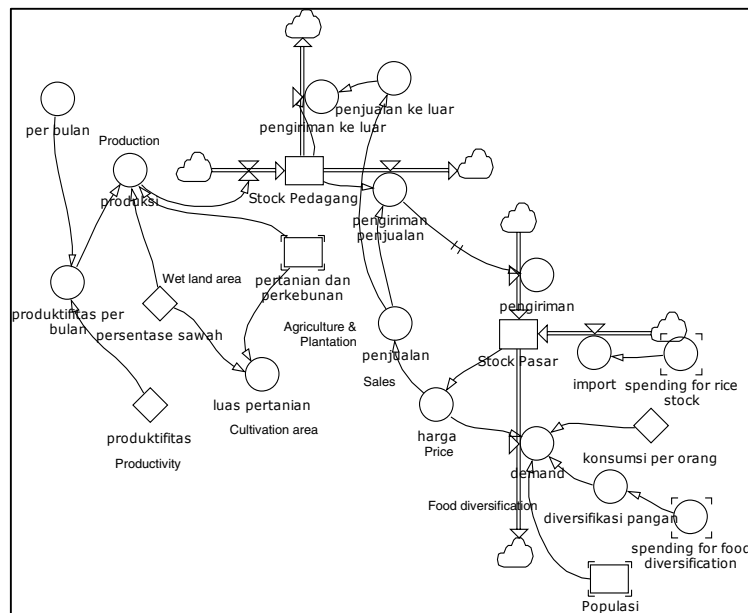 penjualan ke luar
pengiriman ke luar
per bulan
Production
produksi
Stock Pedagang
pengiriman
penjualan
Wet land area
pertanian dan
perkebunan
produktifitas per
bulan
persentase sawah
Agriculture &
Plantation
penjualan
pengiriman
Stock Pasar
import
spending for rice
stock
luas pertanian
Cultivation area
Sales
harga
Price
produktifitas
Productivity
demand
konsumsi per orang
Food diversification
diversifikasi pangan
spending for food
diversification
Populasi